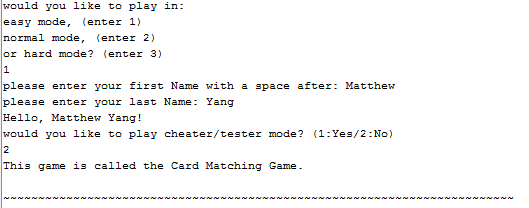 would you like to play in:
easy mode, (enter 1)
normal mode, (enter 2)
or hard mode? (enter 3)
1
please enter your first Name with a space after: Matthew
please enter your last Name: Yang
Hello, Matthew Yang!
would you like to play cheater/tester mode? (1:Yes/2:No)
2
This game is called the Card Matching Game.

~~~~~~~~~~~~~~~~~~~~~~~~~~~~~~~~~~~~~~~~~~~~~~~~~~~~~~~~~~~~~~~~~~~~~~~~~